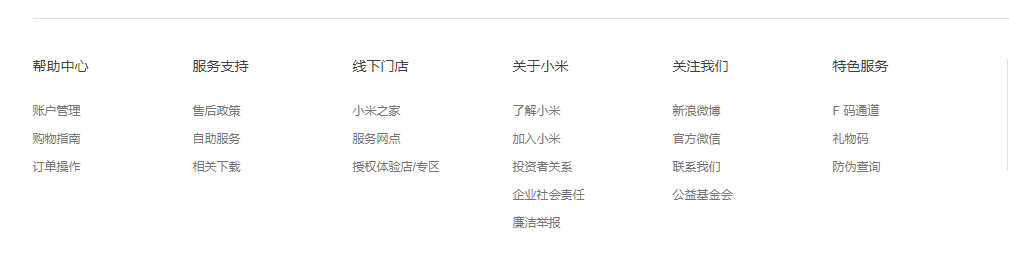 帮助中心
账户管理
购物指南
订单操作
服务支持
售后政策
自助服务
相关下载
线下门店
小米之家
服务网点
授权体验店/专区
关于小米
了解小米
加入小米
投资者关系
企业社会责任
廉洁举报
关注我们
新浪微博
官方微信
联系我们
公益基金会
特色服务
F 码通道
礼物码
防伪查询